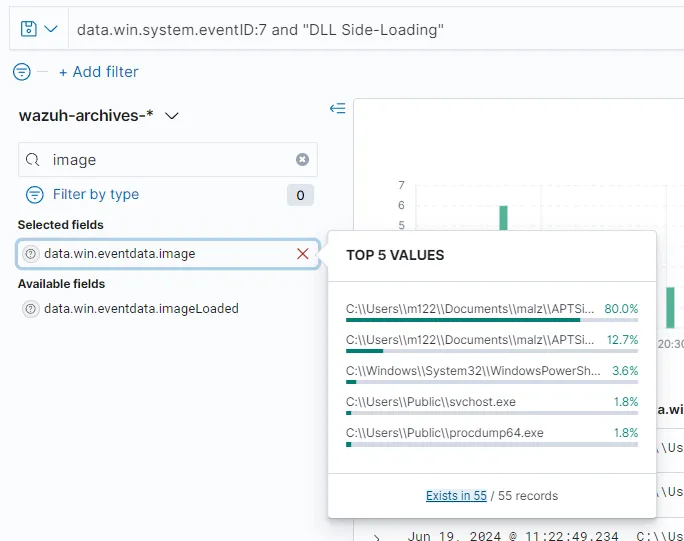 data.win.system.eventID:7 and "DLL Side-Loading"
+ Add filter
wazuh-archives-*
image
Filter by type 0
Selected fields
data.win.eventdata.image
Available fields
data.win.eventdata.imageLoaded
7
6
5
20:30
TOP 5 VALUES
C:\\Users\\m122\\Documents\\malz\\APTSi... 80.0%
C:\\Users\\m122\\Documents\\malz\\APTSi... 12.7%
C:\\Windows\\System32\\WindowsPowerSh... 3.6%
C:\\Users\\Public\\svchost.exe 1.8%
C:\\Users\\Public\\procdump64.exe 1.8%
Exists in 55 / 55 records
a.wi
\\Us
\\Us
Jun 19, 2024 @ 11:22:49.234 C:\\Us